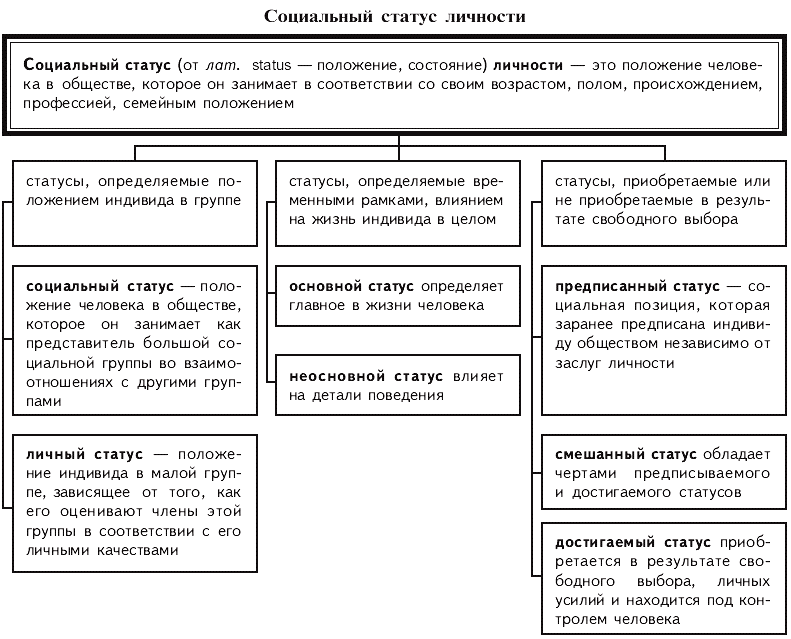 Социальный статус личности
Социальный статус (от лат. status — положение, состояние) личности — это положение челове-
ка в обществе, которое он занимает в соответствии со своим возрастом, полом, происхождением,
профессией, семейным положением
статусы, определяемые по-
ложением индивида в группе
социальный статус — поло-
жение человека в обществе,
которое он занимает как
представитель большой со-
циальной группы во взаимо-
отношениях с другими груп-
пами
личный статус — положе-
ние индивида в малой груп-
пе, зависящее от того, как
его оценивают члены этой
группы в соответствии с его
личными качествами
статусы, определяемые вре-
менными рамками, влиянием
на жизнь индивида в целом
основной статус определяет
главное в жизни человека
неосновной статус влияет
на детали поведения
статусы, приобретаемые или
не приобретаемые в резуль-
тате свободного выбора
предписанный статус — со-
циальная позиция, которая
заранее предписана индиви-
ду обществом независимо от
заслуг личности
смешанный статус обладает
чертами предписываемого
и достигаемого статусов
достигаемый статус приоб-
ретается в результате сво-
бодного выбора, личных
усилий и находится под кон-
тролем человека